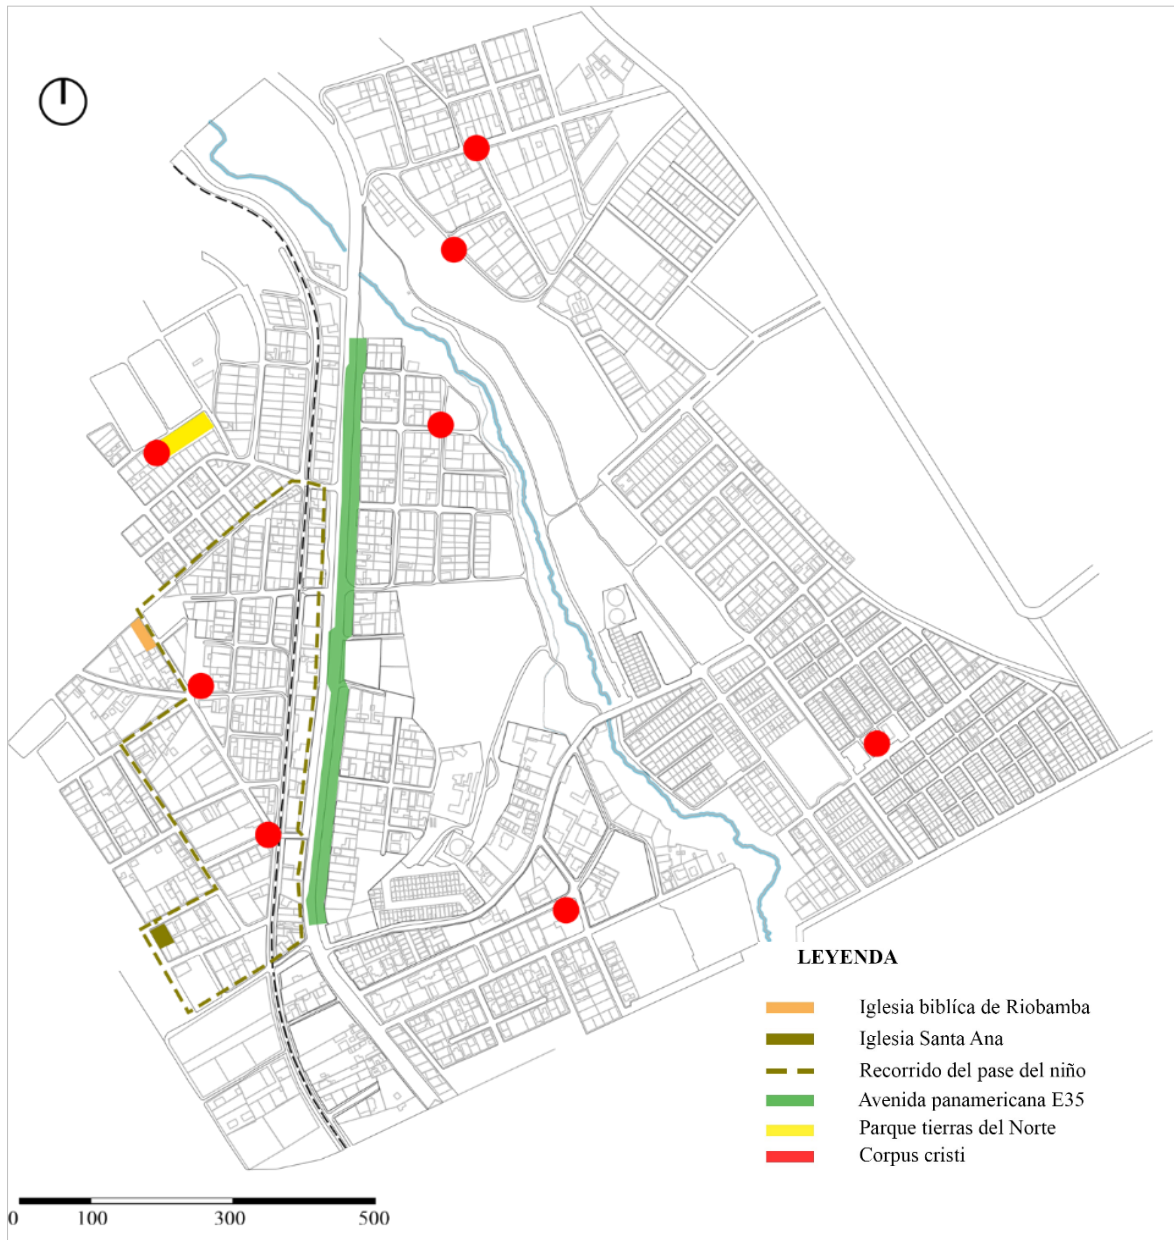 LEYENDA
Iglesia biblíca de Riobamba
Iglesia Santa Ana
Recorrido del pase del niño
Avenida panamericana E35
Parque tierras del Norte
Corpus cristi
0 100 300 500